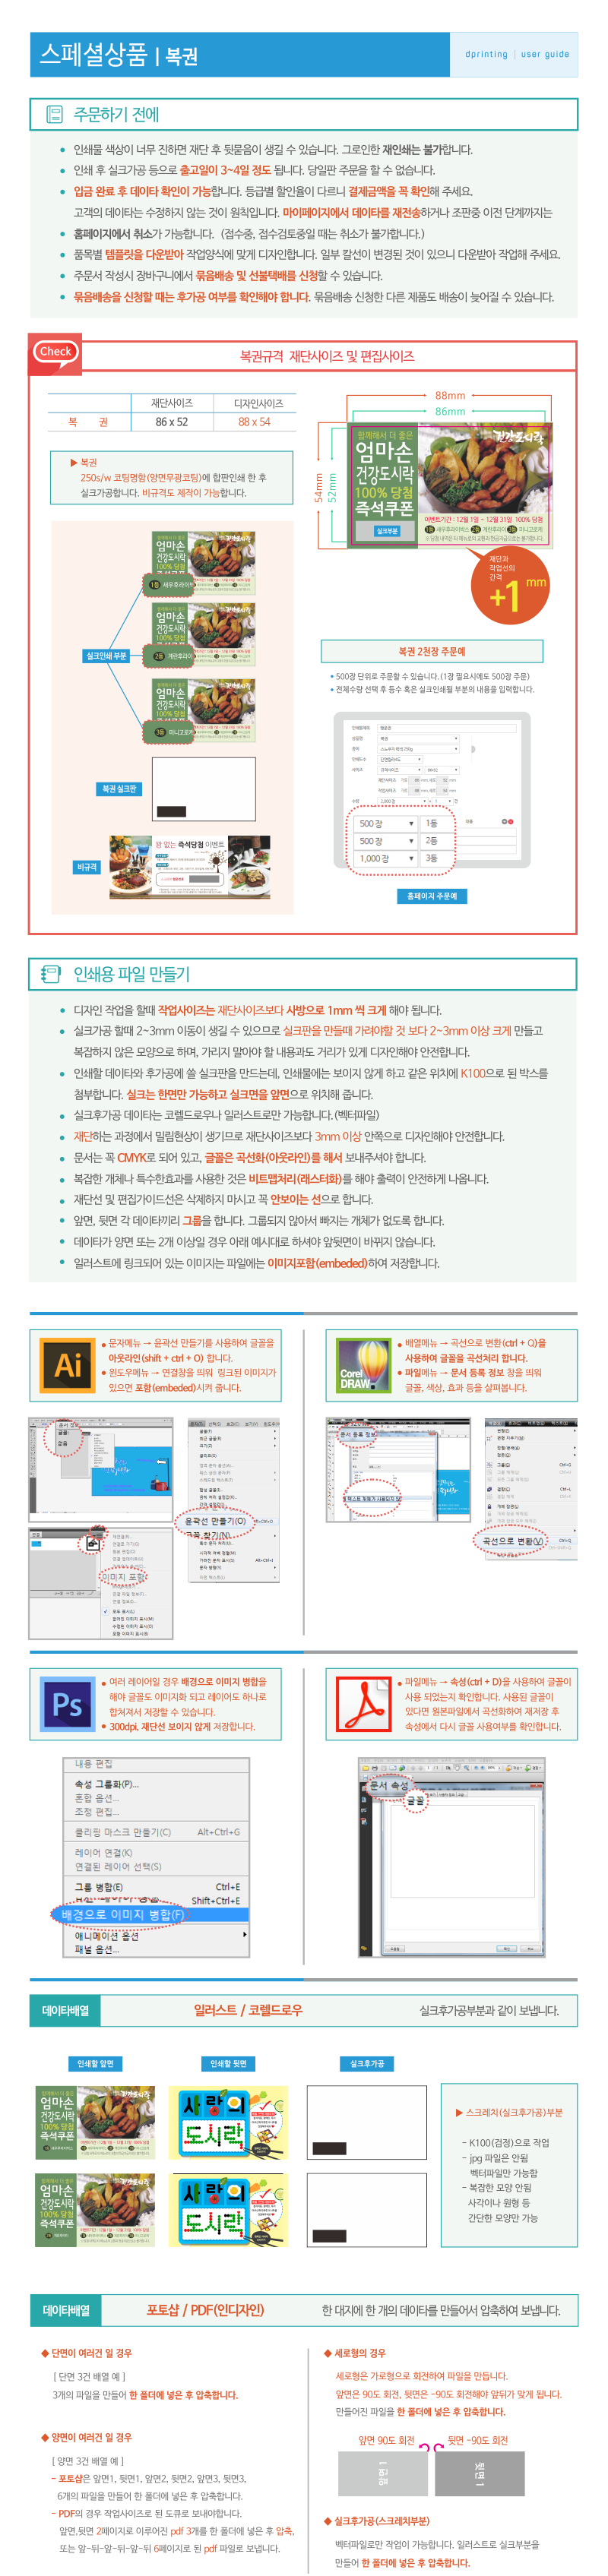 스페셜상품 | 복권
dprinting | user guide
주문하기 전에
인쇄물 색상이 너무 진하면 재단 후 뒷묻음이 생길 수 있습니다. 그로인한 재인쇄는 불가합니다.
인쇄 후 실크가공 등으로 출고일이 3~4일 정도 됩니다. 당일판 주문을 할 수 없습니다.
입금 완료 후 데이타 확인이 가능합니다. 등급별 할인율이 다르니 결제금액을 꼭 확인해 주세요.
고객의 데이타는 수정하지 않는 것이 원칙입니다. 마이페이지에서 데이타를 재전송하거나 조판중 이전 단계까지는
홈페이지에서 취소가 가능합니다. (접수중, 접수검토중일 때는 취소가 불가합니다.)
품목별 템플릿을 다운받아 작업양식에 맞게 디자인합니다. 일부 칼선이 변경된 것이 있으니 다운받아 작업해 주세요.
주문서 작성시 장바구니에서 묶음배송 및 선불택배를 신청할 수 있습니다.
묶음배송을 신청할 때는 후가공 여부를 확인해야 합니다. 묶음배송 신청한 다른 제품도 배송이 늦어질 수 있습니다.
Check
복권규격 재단사이즈 및 편집사이즈
재단사이즈 디자인사이즈
복 권 86 x 52 88 x 54
▶ 복권
250s/w 코팅명함(양면무광코팅)에 합판인쇄 한 후
실크가공합니다. 비규격도 제작이 가능합니다.
88mm
86mm
54mm
52mm
함께해서 더 좋은
엄마손
건강도시락
100% 당첨
즉석쿠폰
실크부분
건강도시락
이벤트기간 : 12월 1일 ~ 12월 31일 100% 당첨
재단과
작업선의
간격
+1 mm
엄마손
건강도시락
100% 당첨
1등
엄마손
건강도시락
100% 당첨
2등
엄마손
건강도시락
100% 당첨
3등
실크인쇄 부분
복권 실크판
비규격
꽝 없는 즉석당첨 이벤트
복권 2천장 주문예
500장 단위로 주문할 수 있습니다.(1장 필요시에도 500장 주문)
전체수량 선택 후 등수 혹은 실크인쇄될 부분의 내용을 입력합니다.
500 장 ▼ 1등
500 장 ▼ 2등
1,000 장 ▼ 3등
홈페이지 주문예
인쇄용 파일 만들기
디자인 작업을 할때 작업사이즈는 재단사이즈보다 사방으로 1mm 씩 크게 해야 됩니다.
실크가공 할때 2~3mm 이동이 생길 수 있으므로 실크판을 만들때 가려야할 것 보다 2~3mm 이상 크게 만들고
복잡하지 않은 모양으로 하며, 가리지 말아야 할 내용과도 거리가 있게 디자인해야 안전합니다.
인쇄할 데이타와 후가공에 쓸 실크판을 만드는데, 인쇄물에는 보이지 않게 하고 같은 위치에 K100으로 된 박스를
첨부합니다. 실크는 한면만 가능하고 실크면을 앞면으로 위치해 줍니다.
실크후가공 데이타는 코렐드로우나 일러스트로만 가능합니다.(벡터파일)
재단하는 과정에서 밀림현상이 생기므로 재단사이즈보다 3mm 이상 안쪽으로 디자인해야 안전합니다.
문서는 꼭 CMYK로 되어 있고, 글꼴은 곡선화(아웃라인)를 해서 보내주셔야 합니다.
복잡한 개체나 특수한효과를 사용한 것은 비트맵처리(래스터화)를 해야 출력이 안전하게 나옵니다.
재단선 및 편집가이드선은 삭제하지 마시고 꼭 안보이는 선으로 합니다.
앞면, 뒷면 각 데이타끼리 그룹을 합니다. 그룹되지 않아서 빠지는 개체가 없도록 합니다.
데이타가 양면 또는 2개 이상일 경우 아래 예시대로 하셔야 앞뒷면이 바뀌지 않습니다.
일러스트에 링크되어 있는 이미지는 파일에는 이미지포함(embeded)하여 저장합니다.
Ai
문자메뉴 → 윤곽선 만들기를 사용하여 글꼴을
아웃라인(shift + ctrl + O) 합니다.
윈도우메뉴 → 연결창을 띄워 링크된 이미지가
있으면 포함(embeded)시켜 줍니다.
Corel
DRAW
배열메뉴 → 곡선으로 변환(ctrl + Q)을
사용하여 글꼴을 곡선처리 합니다.
파일메뉴 → 문서 등록 정보 창을 띄워
글꼴, 색상, 효과 등을 살펴봅니다.
윤곽선 만들기(O)
이미지 포함
문서 등록 정보
곡선으로 변환(V)
Ps
여러 레이어일 경우 배경으로 이미지 병합을
해야 글꼴도 이미지화 되고 레이어도 하나로
합쳐져서 저장할 수 있습니다.
300dpi, 재단선 보이지 않게 저장합니다.
파일메뉴 → 속성(ctrl + D)을 사용하여 글꼴이
사용 되었는지 확인합니다. 사용된 글꼴이
있다면 원본파일에서 곡선화하여 재저장 후
속성에서 다시 글꼴 사용여부를 확인합니다.
내용 편집
속성 그룹화(P)...
혼합 옵션...
조정 편집...
클리핑 마스크 만들기(C) Alt+Ctrl+G
레이어 연결(K)
연결된 레이어 선택(S)
그룹 병합(E) Ctrl+E
Shift+Ctrl+E
배경으로 이미지 병합(F)
애니메이션 옵션
패널 옵션...
문서 속성
글꼴
데이타배열
일러스트 / 코렐드로우
실크후가공부분과 같이 보냅니다.
인쇄할 앞면
인쇄할 뒷면
실크후가공
엄마손
건강도시락
100% 당첨
즉석쿠폰
사랑의
도시락
엄마손
건강도시락
100% 당첨
즉석쿠폰
사랑의
도시락
▶ 스크레치(실크후가공)부분
- K100(검정)으로 작업
- jpg 파일은 안됨
벡터파일만 가능함
- 복잡한 모양 안됨
사각이나 원형 등
간단한 모양만 가능
데이타배열
포토샵 / PDF(인디자인)
한 대지에 한 개의 데이타를 만들어서 압축하여 보냅니다.
◆ 단면이 여러건 일 경우
[ 단면 3건 배열 예 ]
3개의 파일을 만들어 한 폴더에 넣은 후 압축합니다.
◆ 양면이 여러건 일 경우
[ 양면 3건 배열 예 ]
- 포토샵은 앞면1, 뒷면1, 앞면2, 뒷면2, 앞면3, 뒷면3,
6개의 파일을 만들어 한 폴더에 넣은 후 압축합니다.
- PDF의 경우 작업사이즈로 된 도큐로 보내야합니다.
앞면,뒷면 2페이지로 이루어진 pdf 3개를 한 폴더에 넣은 후 압축,
또는 앞-뒤-앞-뒤-앞-뒤 6페이지로 된 pdf 파일로 보냅니다.
◆ 세로형의 경우
세로형은 가로형으로 회전하여 파일을 만듭니다.
앞면은 90도 회전, 뒷면은 -90도 회전해야 앞뒤가 맞게 됩니다.
만들어진 파일을 한 폴더에 넣은 후 압축합니다.
앞면 90도 회전 뒷면 -90도 회전
앞면 1
뒷면 1
◆ 실크후가공(스크레치부분)
벡터파일로만 작업이 가능합니다. 일러스트로 실크부분을
만들어 한 폴더에 넣은 후 압축합니다.